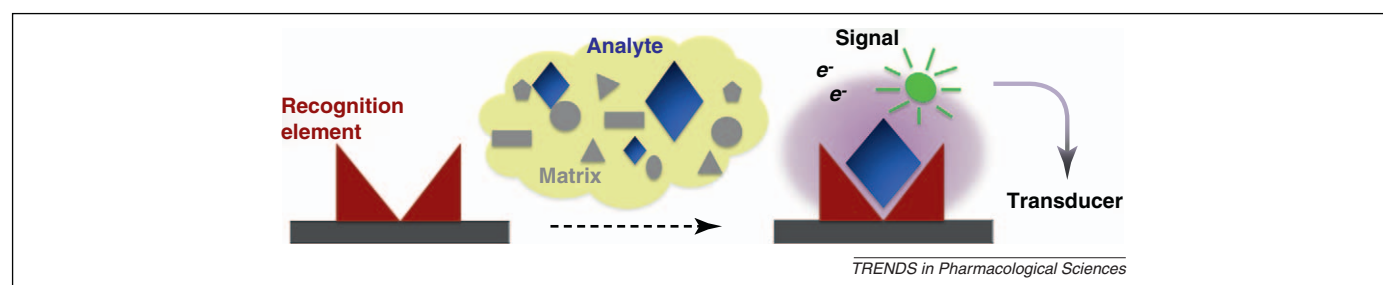 Recognition
element
Analyte
Matrix
Signal
e-
e-
Transducer
TRENDS in Pharmacological Sciences